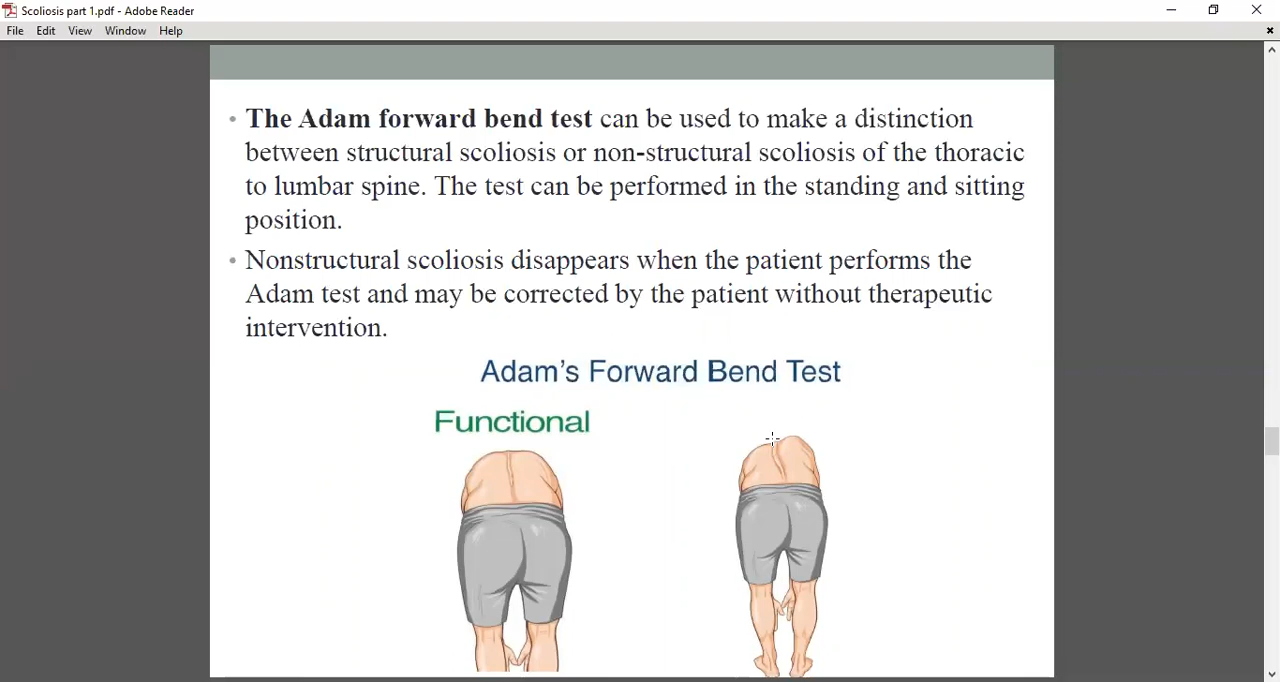 Scoliosis part 1.pdf - Adobe Reader
File Edit View Window Help
• The Adam forward bend test can be used to make a distinction
between structural scoliosis or non-structural scoliosis of the thoracic
to lumbar spine. The test can be performed in the standing and sitting
position.
• Nonstructural scoliosis disappears when the patient performs the
Adam test and may be corrected by the patient without therapeutic
intervention.
Adam's Forward Bend Test
Functional